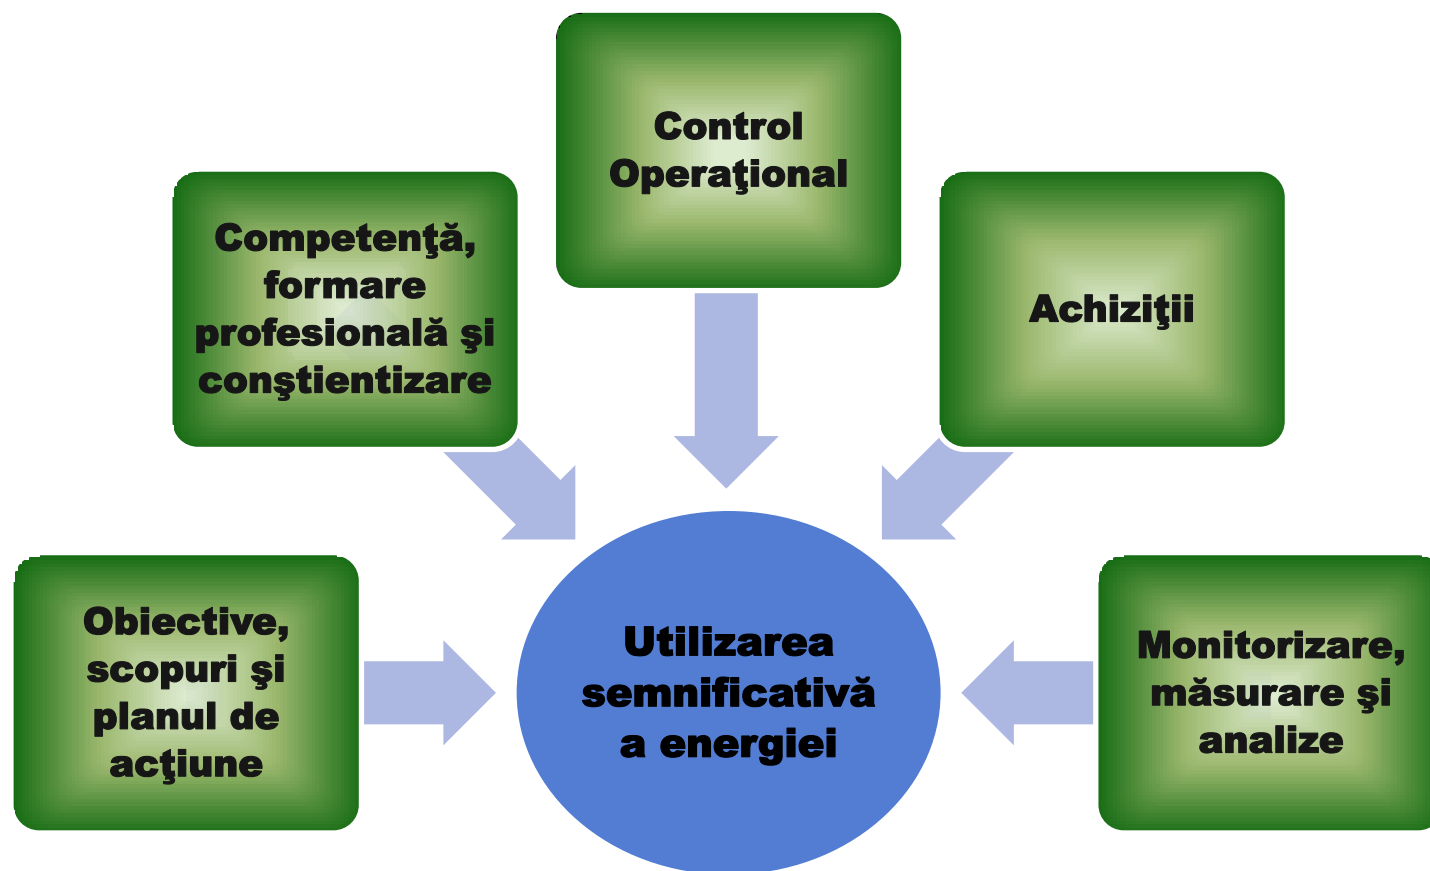 Control
Operaţional
Competenţă,
formare
profesională şi
conştientizare
Achiziţii
Obiective,
scopuri şi
planul de
acţiune
Utilizarea
semnificativă
a energiei
Monitorizare,
măsurare şi
analize